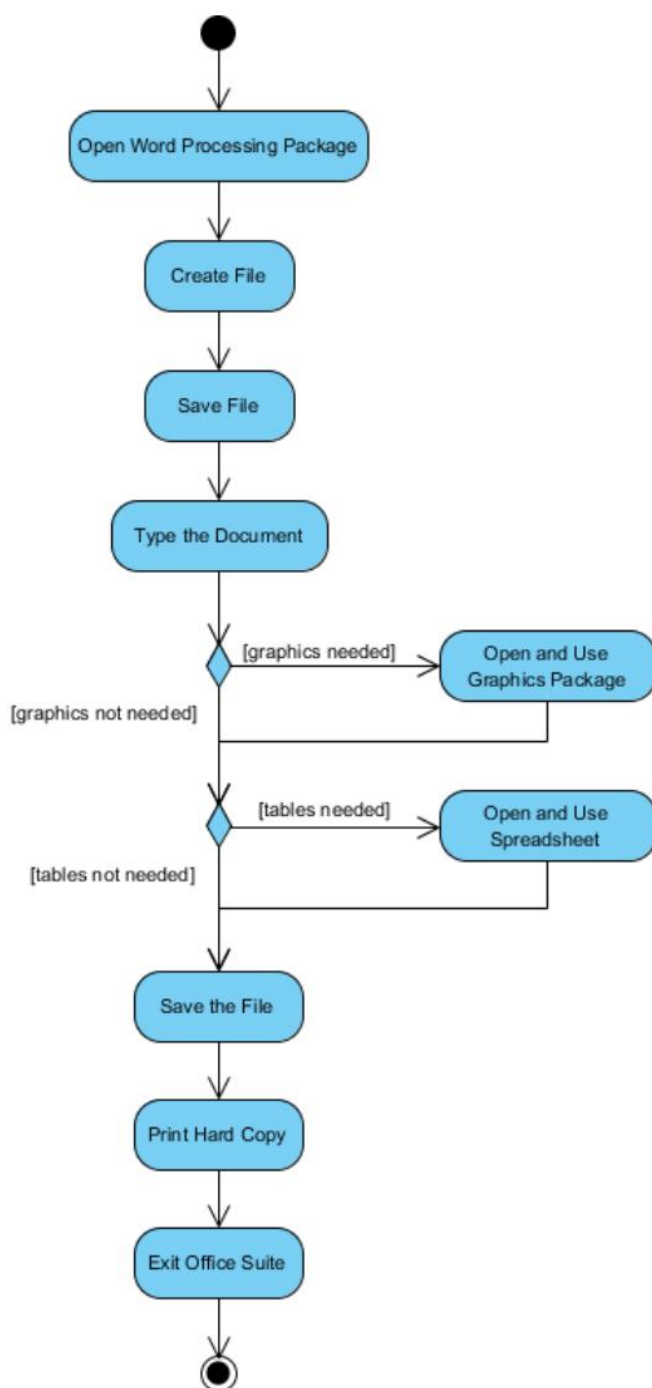 Open Word Processing Package
Create File
Save File
Type the Document
[graphics needed]
Open and Use
Graphics Package
[graphics not needed]
[tables needed]
Open and Use
Spreadsheet
[tables not needed]
Save the File
Print Hard Copy
Exit Office Suite